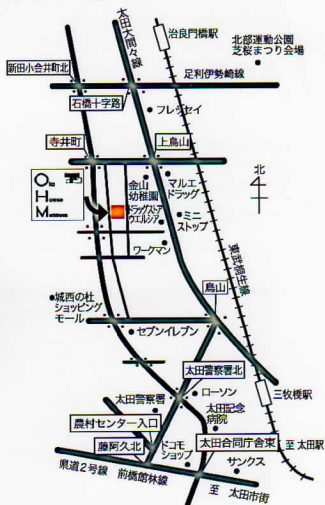 治良門橋駅
北部運動公園
芝桜まつり会場
太田大間々線
新田小金井町北
足利伊勢崎線
石橋十字路
フレッセイ
寺井町
上鳥山
北
金山
幼稚園
マルエ
ドラッグ
O
H
M
ドラッグストア
ウエルシア
ミニ
ストップ
ワークマン
東武桐生線
城西の杜
ショッピング
モール
鳥山
セブンイレブン
太田警察署北
三枚橋駅
太田警察署
ローソン
太田記念
病院
農村センター入口
藤阿久北
太田合同庁舎東
至 太田駅
ドコモ
ショップ
サンクス
県道2号線 前橋館林線
至 太田市街